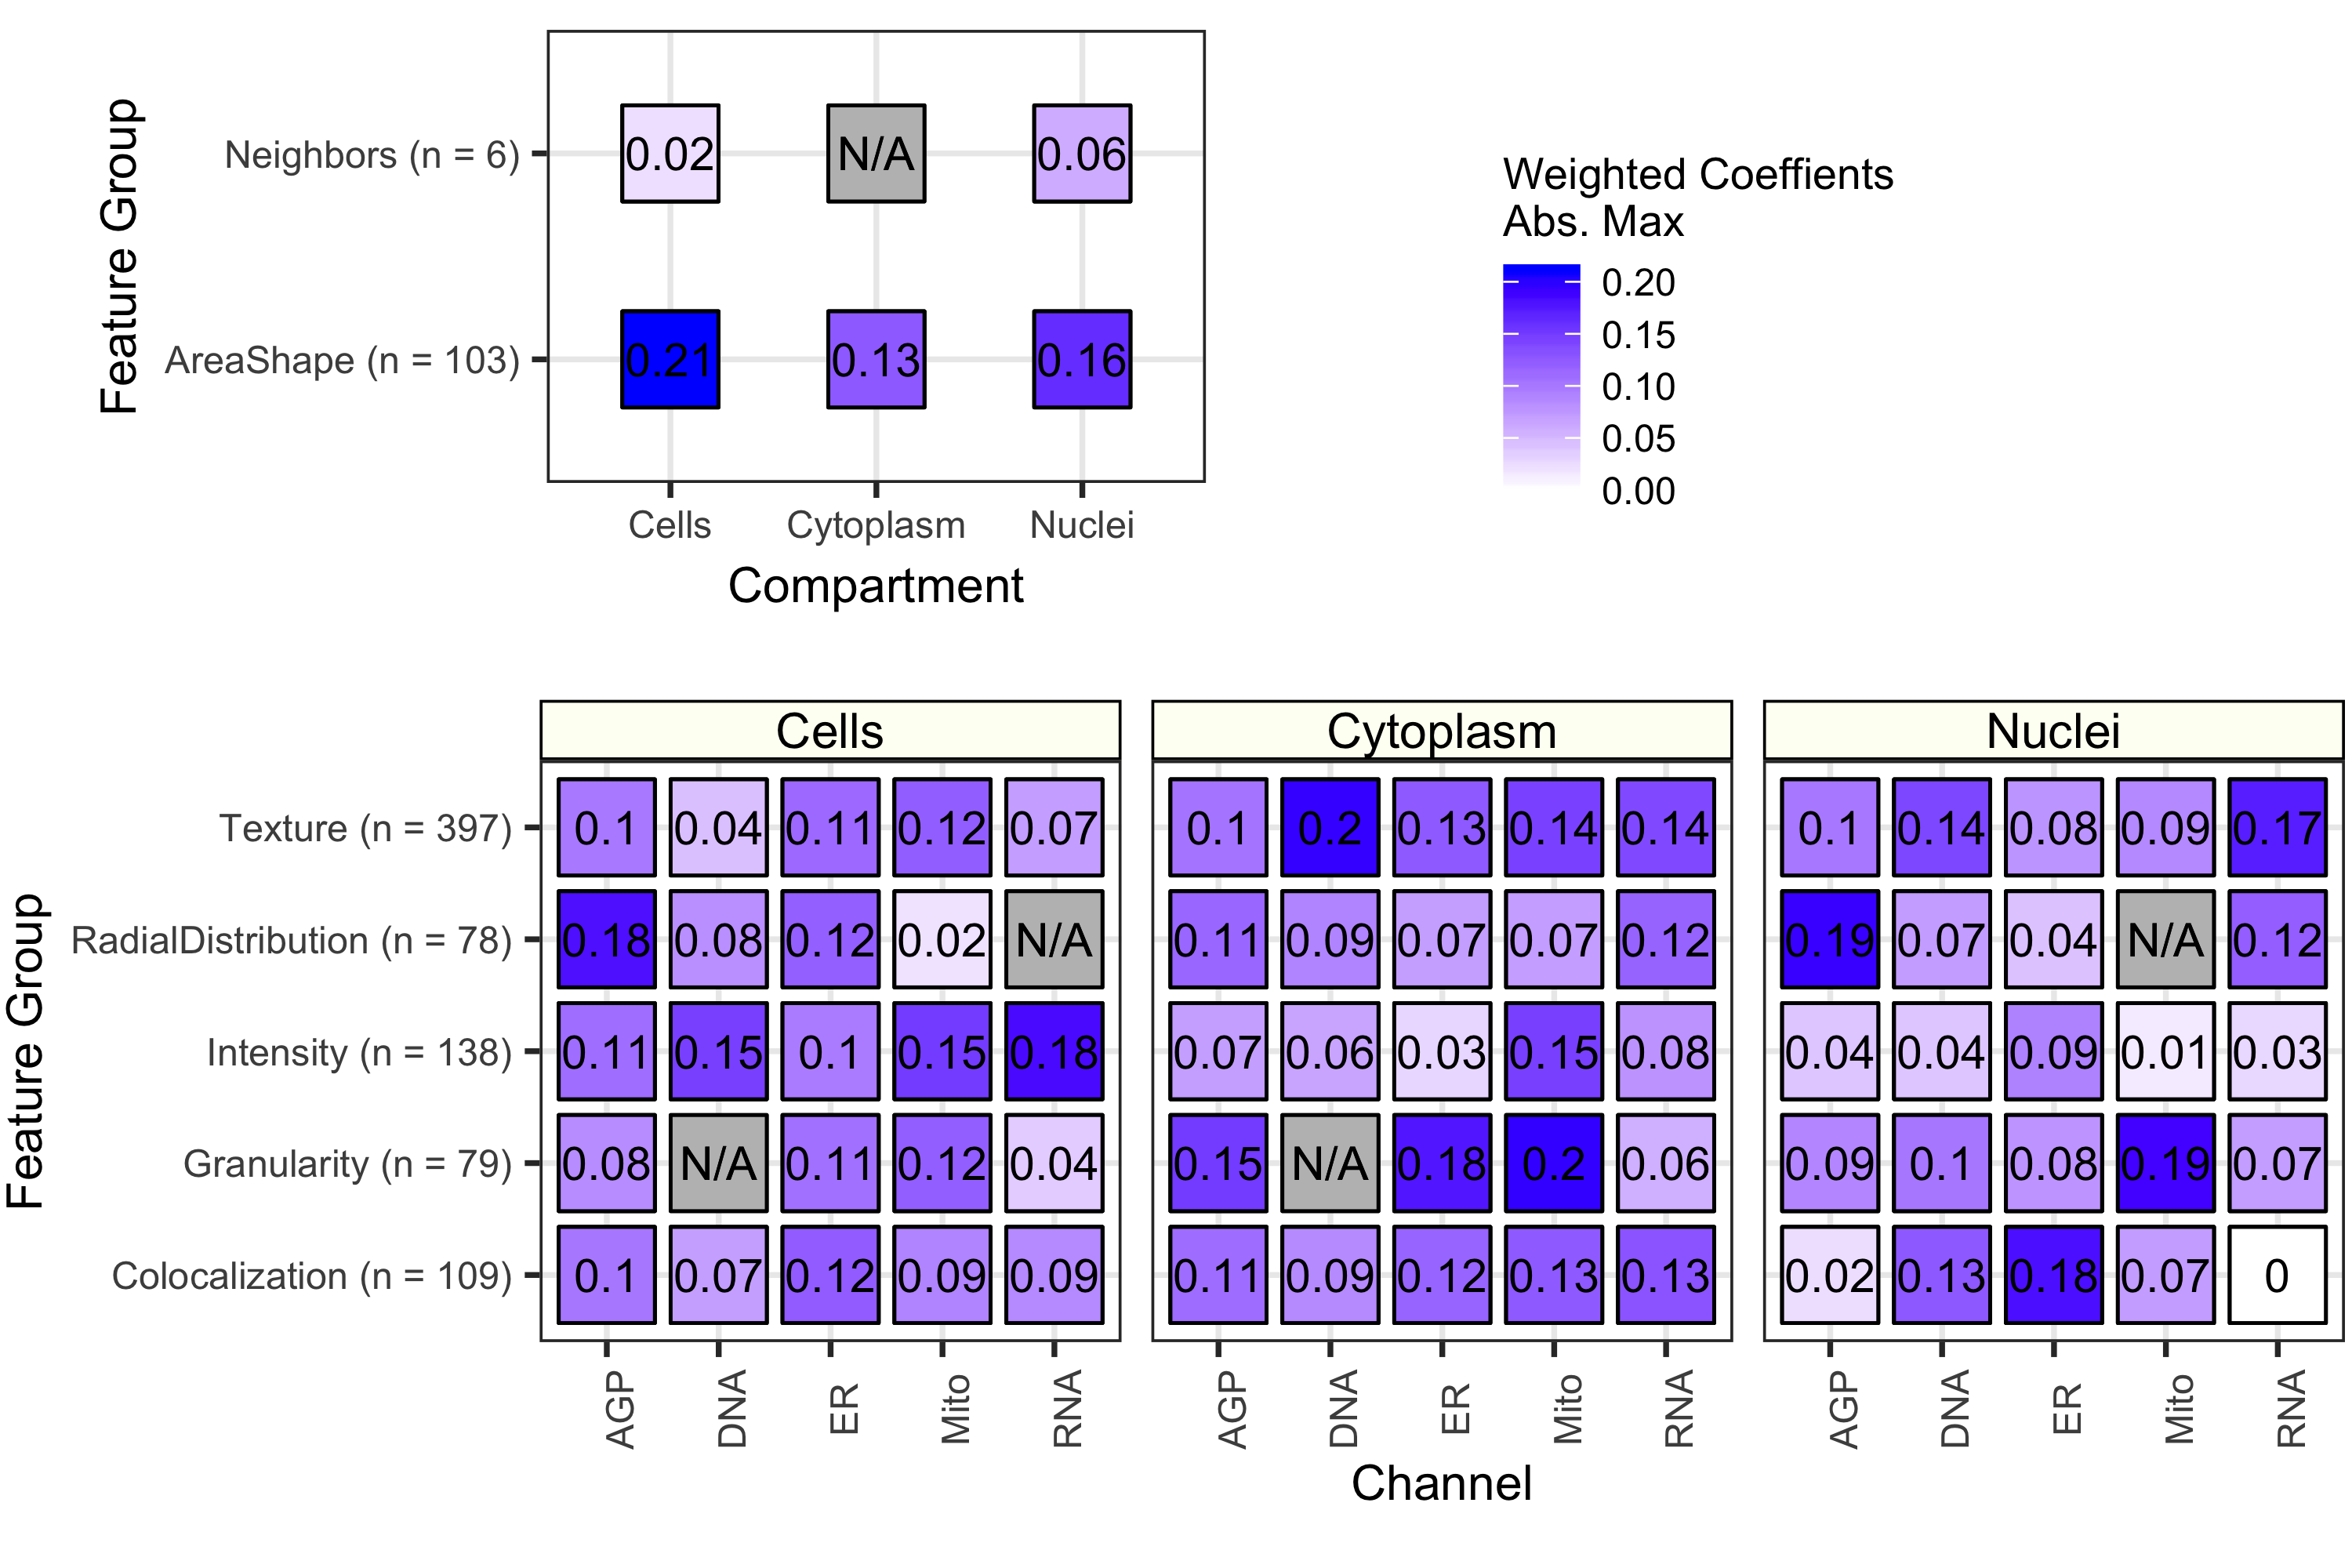 Feature Group
Neighbors (n = 6)
0.02 N/A 0.06
AreaShape (n = 103)
0.21 0.13 0.16
Cells Cytoplasm Nuclei
Compartment
Weighted Coeffients
Abs. Max
0.20
0.15
0.10
0.05
0.00
Cells Cytoplasm Nuclei
Feature Group
Texture (n = 397) 0.1 0.04 0.11 0.12 0.07 0.1 0.2 0.13 0.14 0.14 0.1 0.14 0.08 0.09 0.17
RadialDistribution (n = 78) 0.18 0.08 0.12 0.02 N/A 0.11 0.09 0.07 0.07 0.12 0.19 0.07 0.04 N/A 0.12
Intensity (n = 138) 0.11 0.15 0.1 0.15 0.18 0.07 0.06 0.03 0.15 0.08 0.04 0.04 0.09 0.01 0.03
Granularity (n = 79) 0.08 N/A 0.11 0.12 0.04 0.15 N/A 0.18 0.2 0.06 0.09 0.1 0.08 0.19 0.07
Colocalization (n = 109) 0.1 0.07 0.12 0.09 0.09 0.11 0.09 0.12 0.13 0.13 0.02 0.13 0.18 0.07 0
AGP DNA ER Mito RNA AGP DNA ER Mito RNA AGP DNA ER Mito RNA
Channel